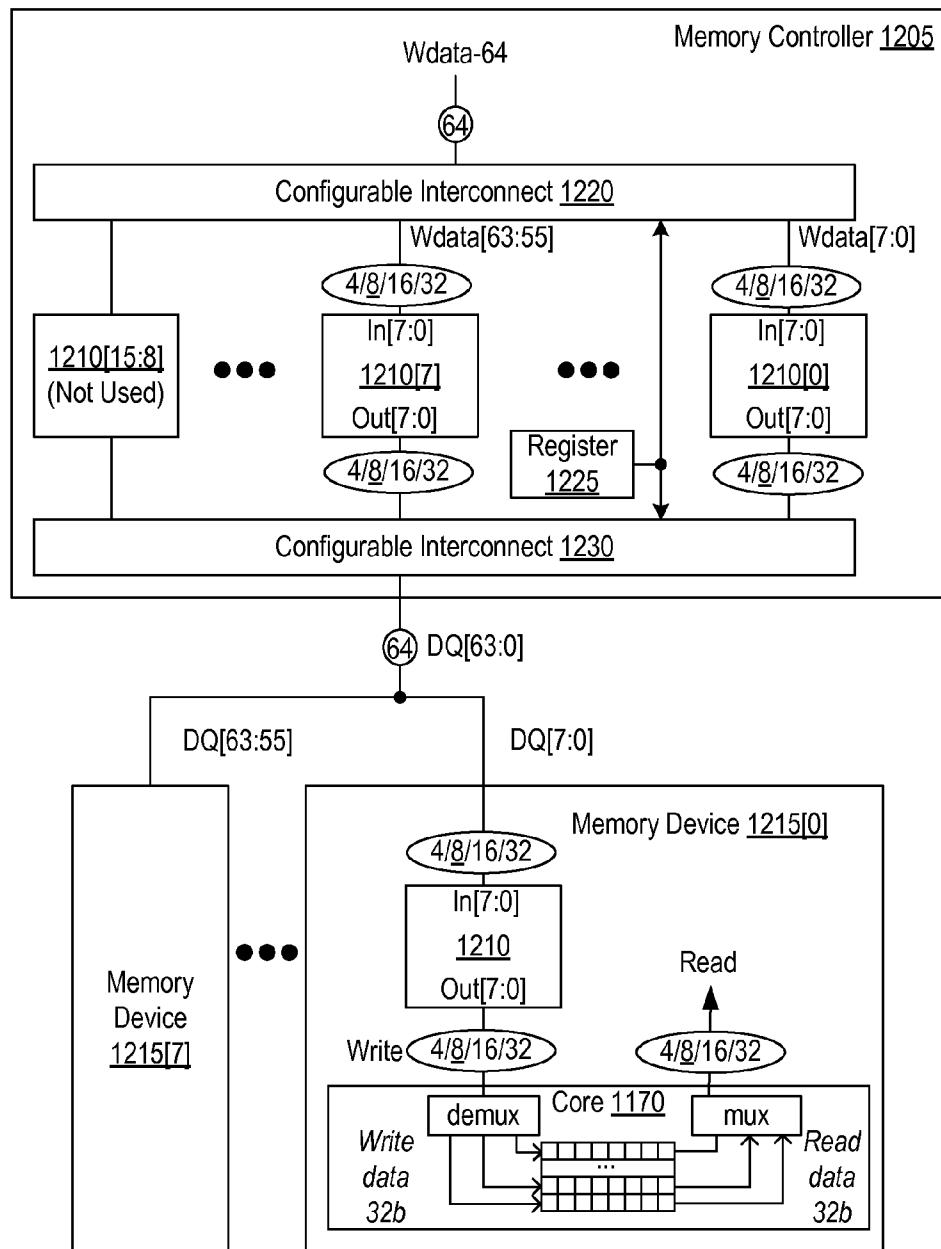 Memory Controller 1205
Wdata-64
64
Configurable Interconnect 1220
Wdata[63:55]
Wdata[7:0]
4/8/16/32
4/8/16/32
1210[15:8]
(Not Used)
In[7:0]
1210[7]
Out[7:0]
In[7:0]
1210[0]
Out[7:0]
Register
1225
4/8/16/32
4/8/16/32
Configurable Interconnect 1230
64
DQ[63:0]
DQ[63:55]
DQ[7:0]
Memory Device 1215[0]
4/8/16/32
In[7:0]
1210
Out[7:0]
Read
Memory
Device
1215[7]
Write
4/8/16/32
4/8/16/32
Core 1170
demux
mux
Write
data
32b
...
Read
data
32b